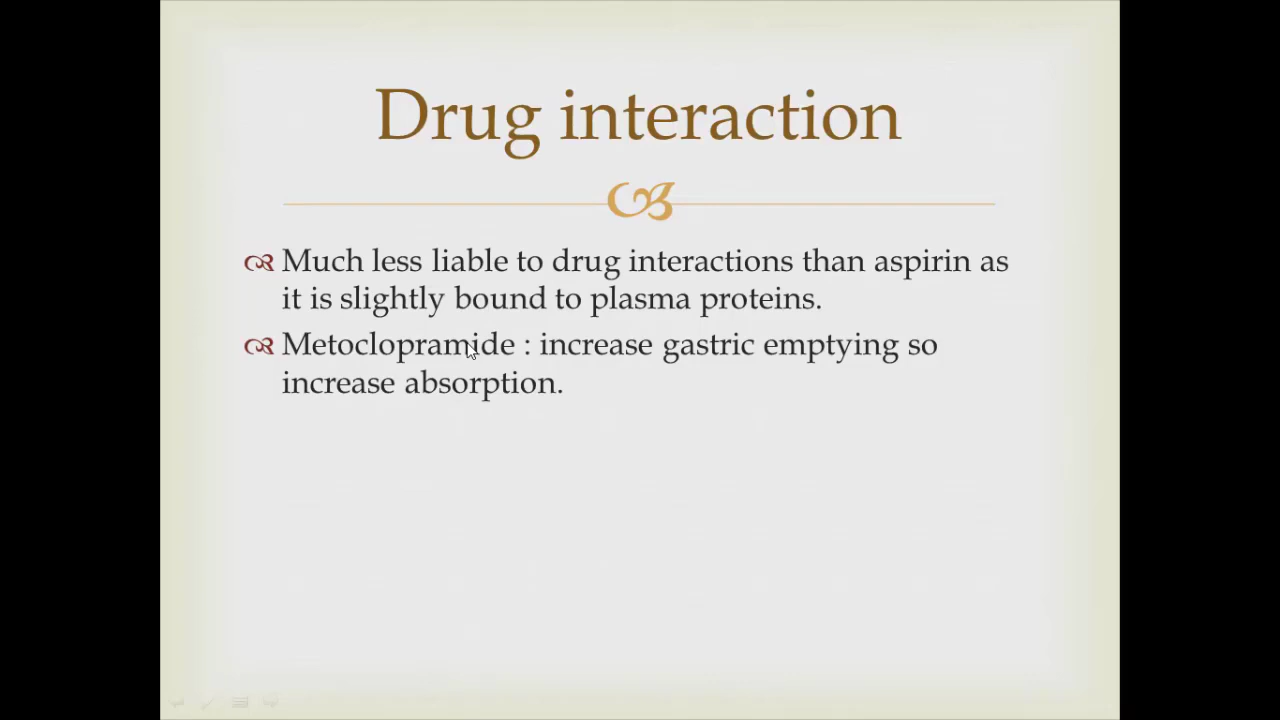 Drug interaction
Much less liable to drug interactions than aspirin as
it is slightly bound to plasma proteins.
Metoclopramide : increase gastric emptying so
increase absorption.